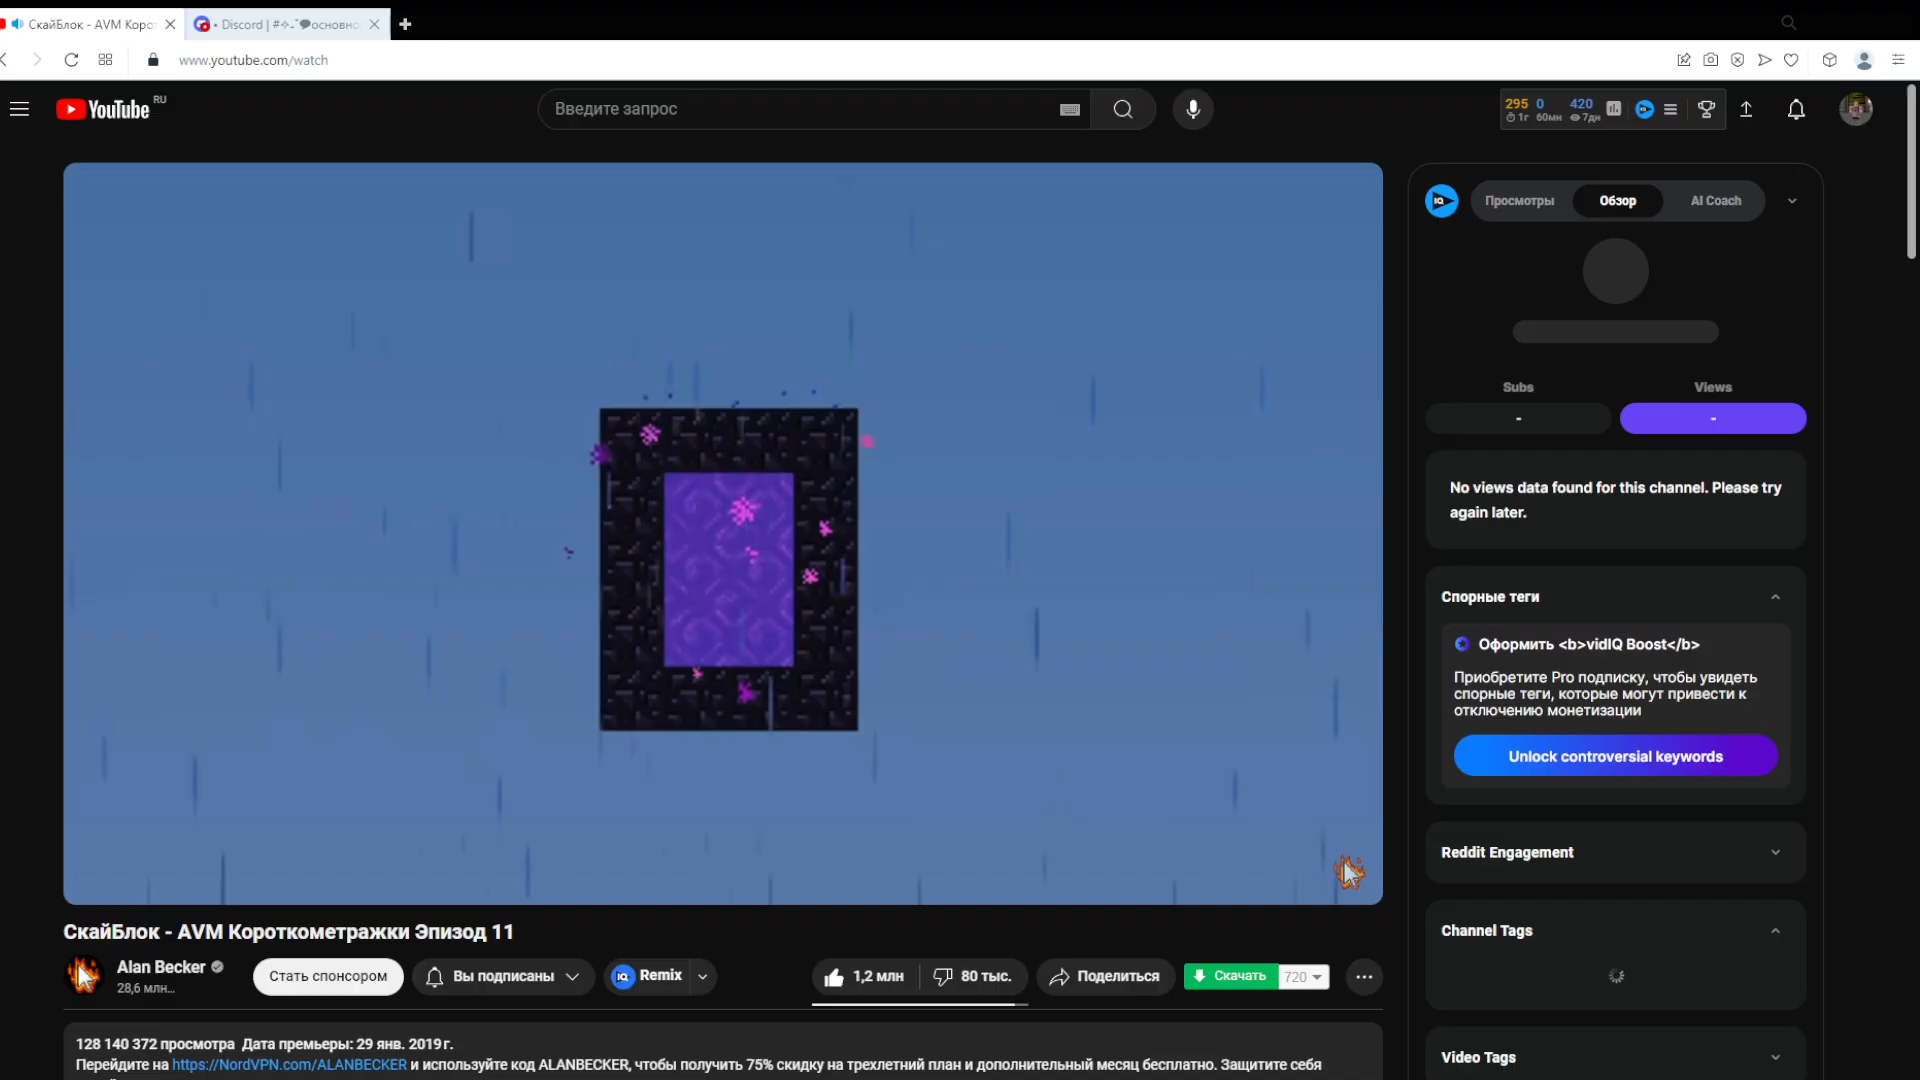 СкайБлок - AVM Корот
• Discord | #
основно
www.youtube.com/watch
YouTube RU
Введите запрос
295 0 420
1г 60мн 7дн
IQ Просмотры Обзор AI Coach
Subs Views
- -
No views data found for this channel. Please try
again later.
Спорные теги
Оформить <b>vidIQ Boost</b>
Приобретите Pro подписку, чтобы увидеть
спорные теги, которые могут привести к
отключению монетизации
Unlock controversial keywords
Reddit Engagement
Channel Tags
Video Tags
СкайБлок - AVM Короткометражки Эпизод 11
Alan Becker
28,6 млн...
Стать спонсором
Вы подписаны
IQ Remix
1,2 млн
80 тыс.
Поделиться
Скачать 720
128 140 372 просмотра Дата премьеры: 29 янв. 2019 г.
Перейдите на https://NordVPN.com/ALANBECKER и используйте код ALANBECKER, чтобы получить 75% скидку на трехлетний план и дополнительный месяц бесплатно. Защитите себя